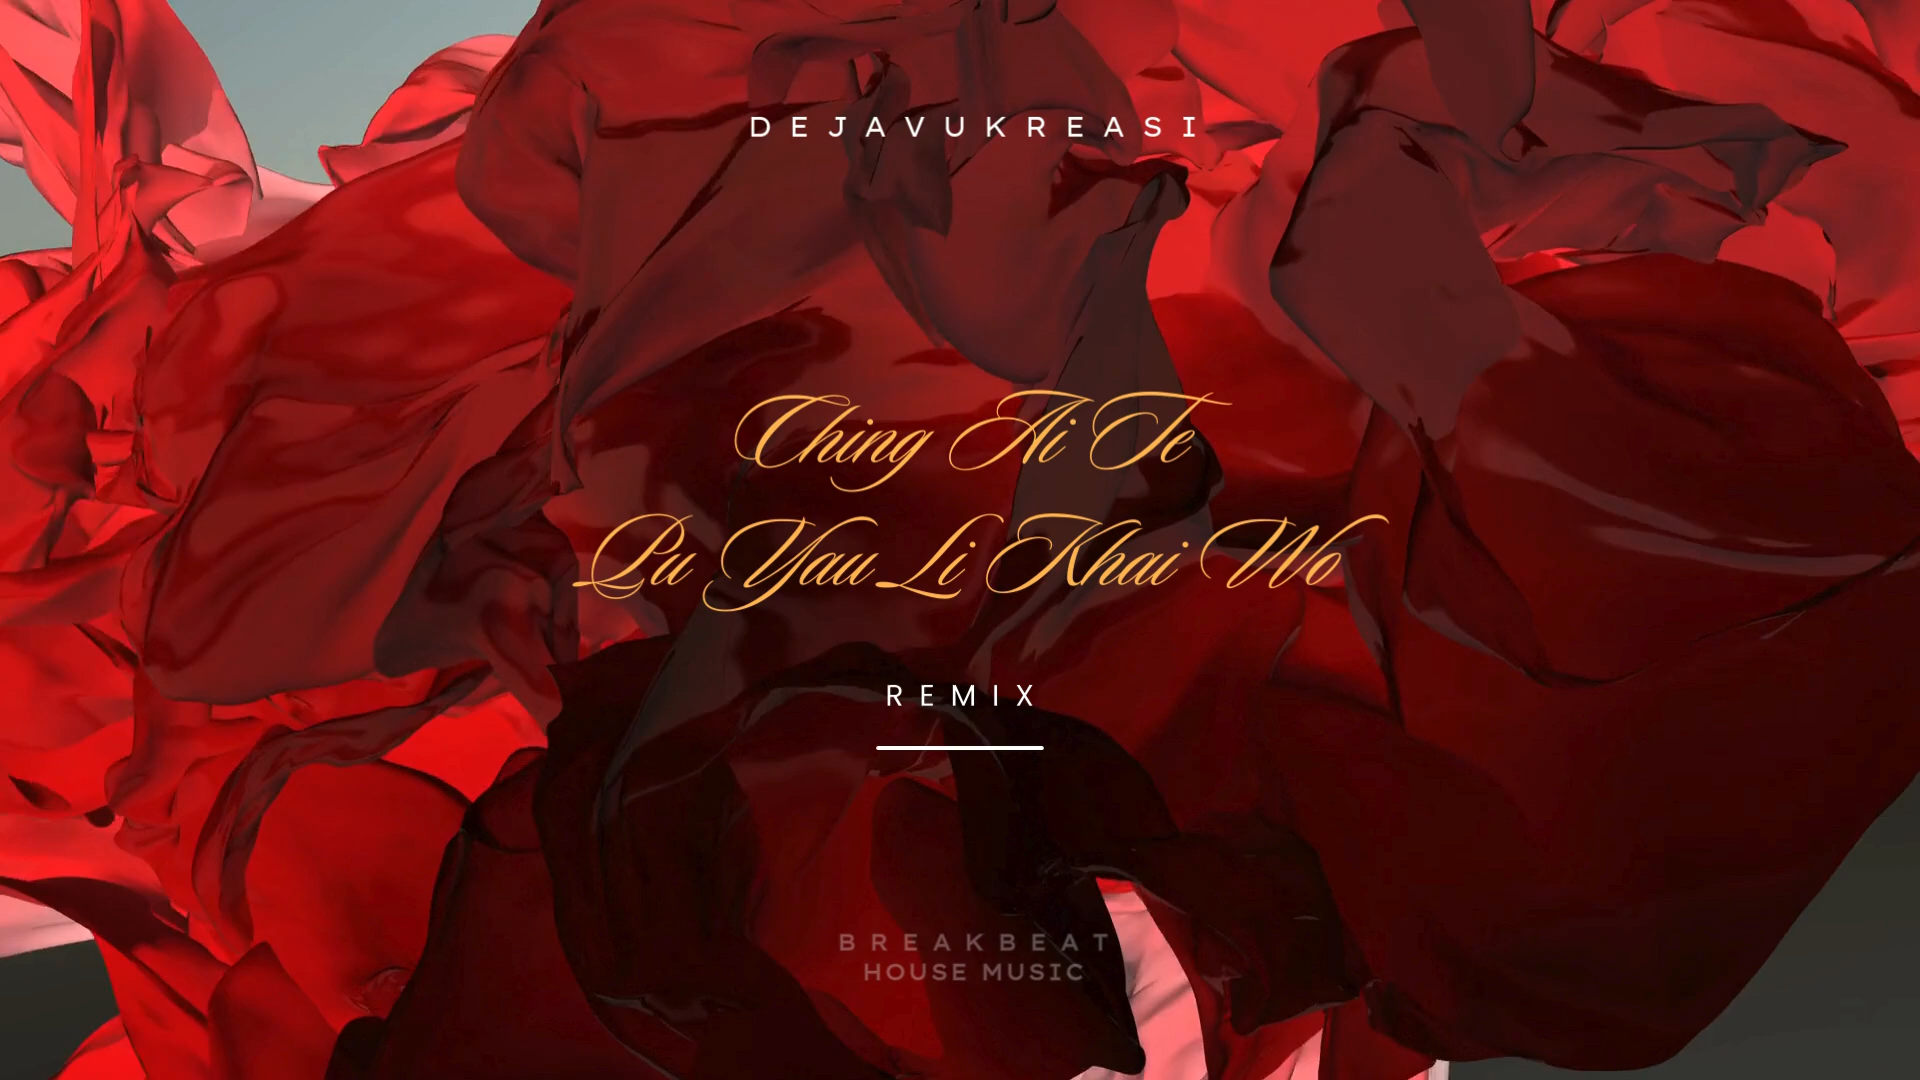 DEJAVUKREASI
Ching Ai Te
Pu Yau Li Khai Wo
REMIX
BREAKBEAT
HOUSE MUSIC